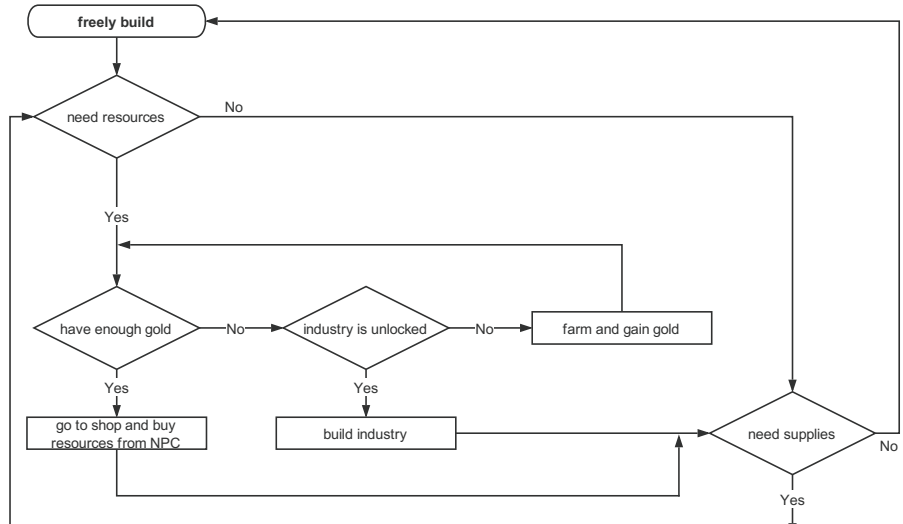 freely build
need resources
No
Yes
have enough gold
No
industry is unlocked
No
farm and gain gold
Yes
Yes
go to shop and buy
resources from NPC
build industry
need supplies
No
Yes